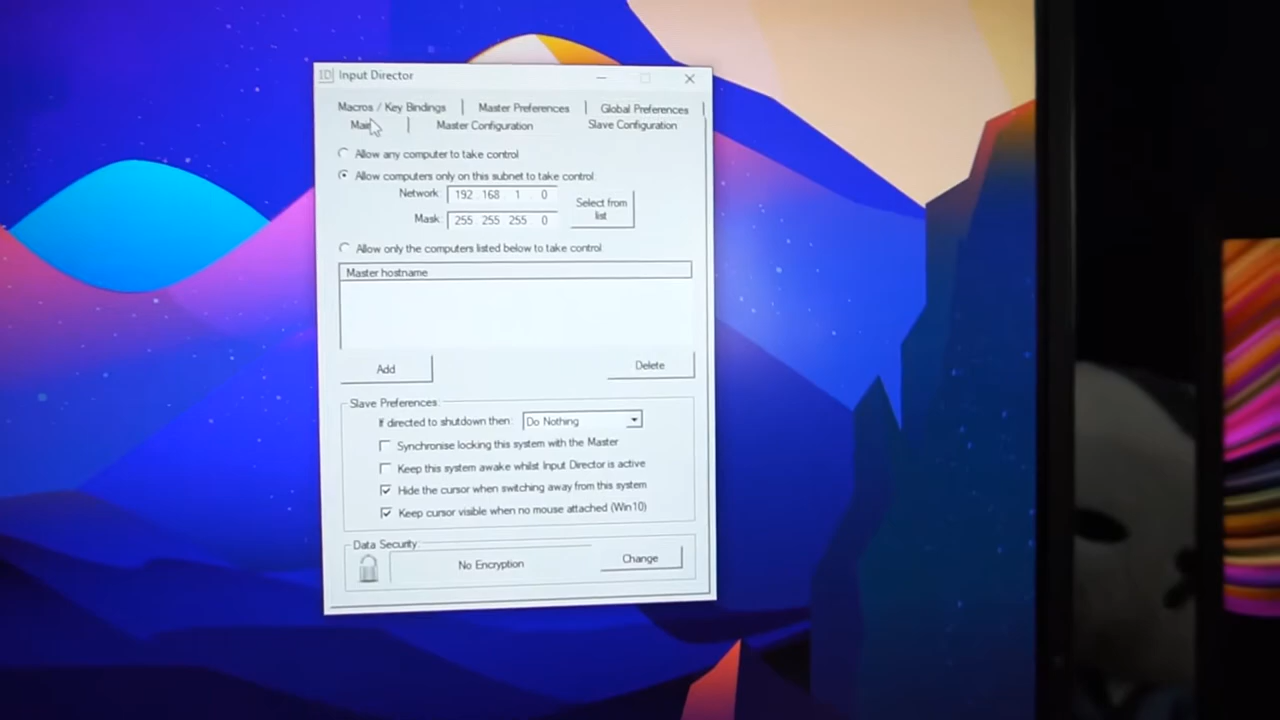 ID Input Director
Macros / Key Bindings Master Preferences Global Preferences
Main Master Configuration Slave Configuration
Allow any computer to take control
Allow computers only on this subnet to take control:
Network: 192 . 168 . 1 . 0
Mask: 255 . 255 . 255 . 0
Select from
list
Allow only the computers listed below to take control
Master hostname
Add Delete
Slave Preferences:
If directed to shutdown then: Do Nothing
Synchronise locking this system with the Master
Keep this system awake whilst Input Director is active
Hide the cursor when switching away from this system
Keep cursor visible when no mouse attached (Win10)
Data Security:
No Encryption Change